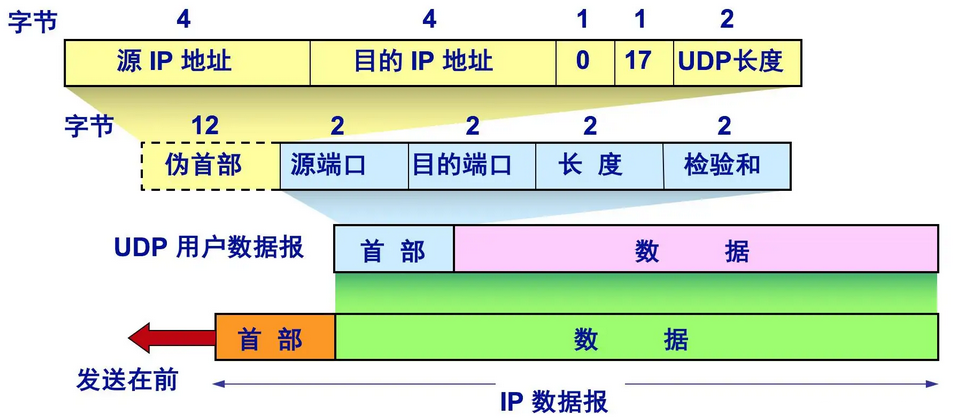 字节 4 4 1 1 2
源 IP 地址 目的 IP 地址 0 17 UDP长度
字节 12 2 2 2 2
伪首部 源端口 目的端口 长 度 检验和
UDP 用户数据报 首 部 数 据
首 部 数 据
发送在前
IP 数据报